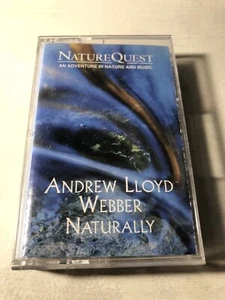 NATUREQUEST
AN ADVENTURE IN NATURE AND MUSIC
ANDREW LLOYD
WEBBER
NATURALLY